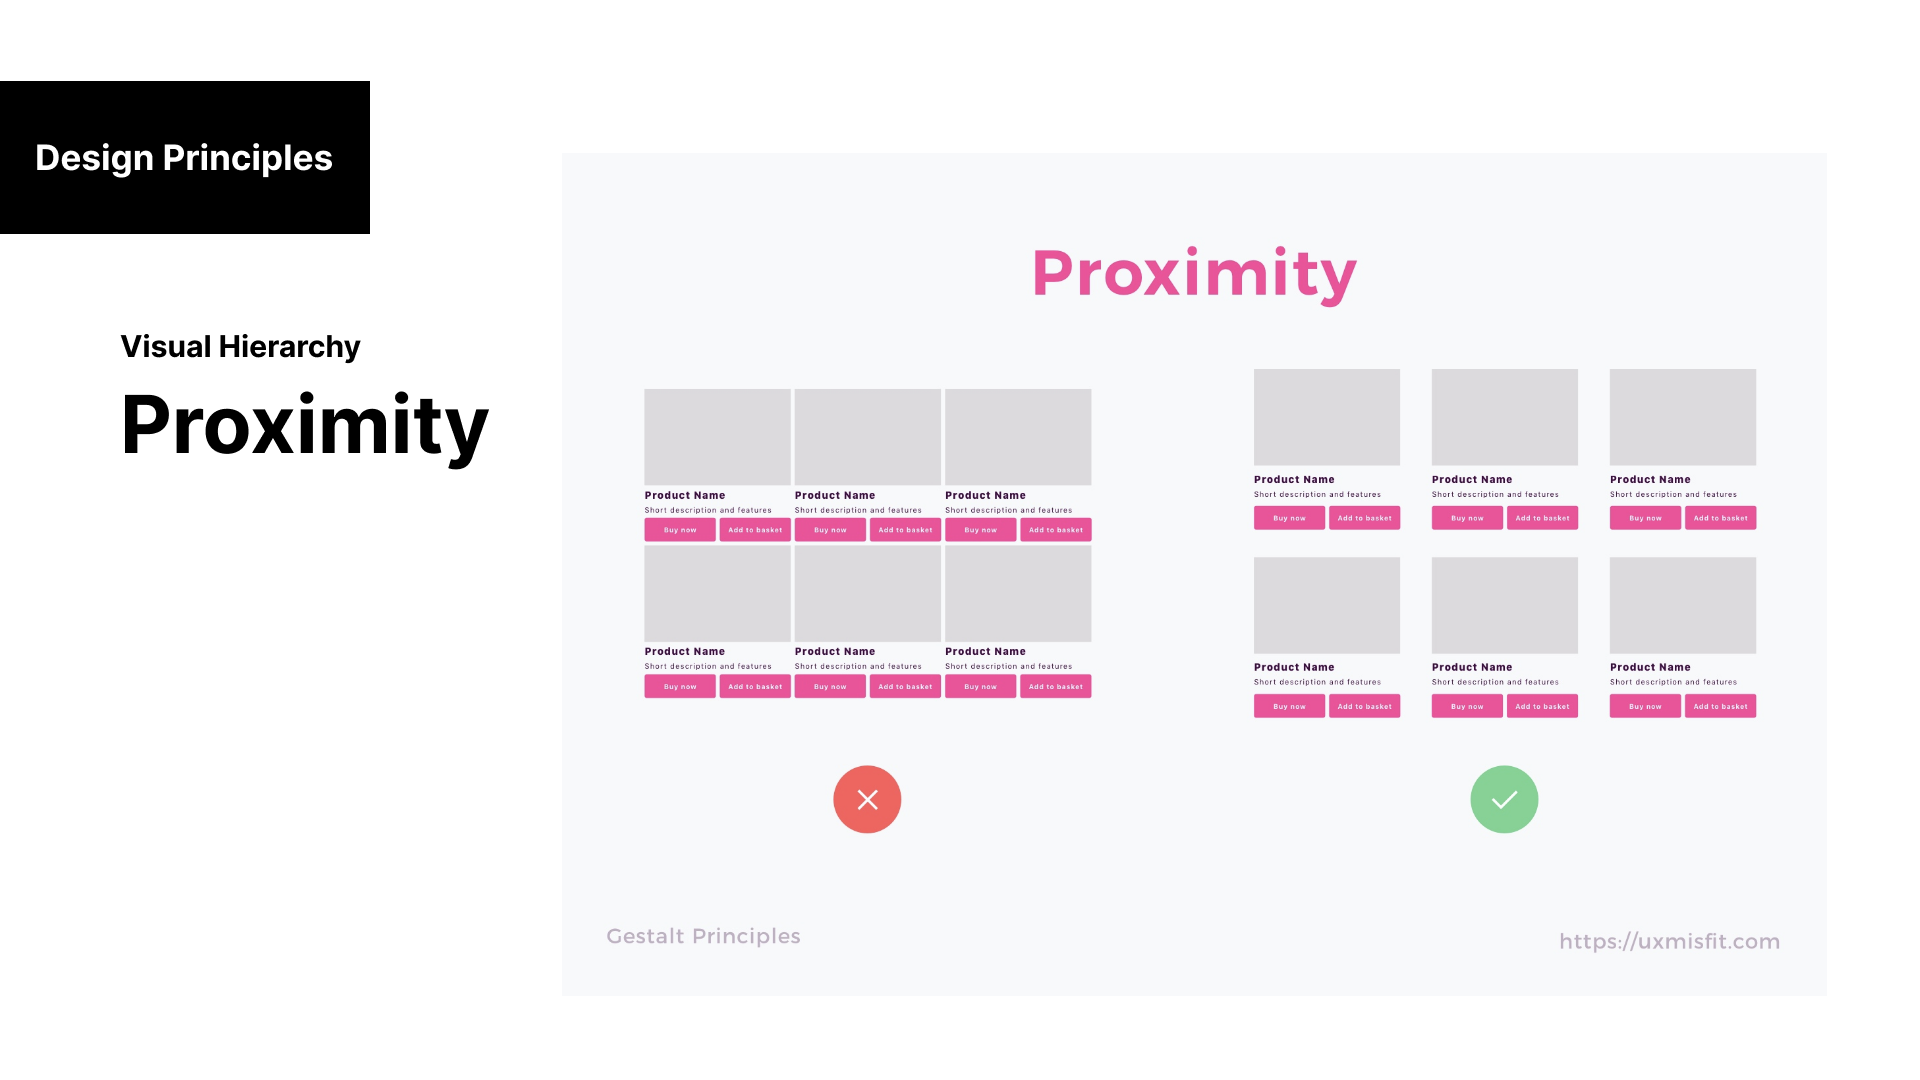 Design Principles
Visual Hierarchy
Proximity
Proximity
Product Name Product Name Product Name
Short description and features Short description and features Short description and features
Buy now Add to basket Buy now Add to basket Buy now Add to basket
Product Name Product Name Product Name
Short description and features Short description and features Short description and features
Buy now Add to basket Buy now Add to basket Buy now Add to basket
Product Name Product Name Product Name
Short description and features Short description and features Short description and features
Buy now Add to basket Buy now Add to basket Buy now Add to basket
Product Name Product Name Product Name
Short description and features Short description and features Short description and features
Buy now Add to basket Buy now Add to basket Buy now Add to basket
Gestalt Principles
https://uxmisfit.com